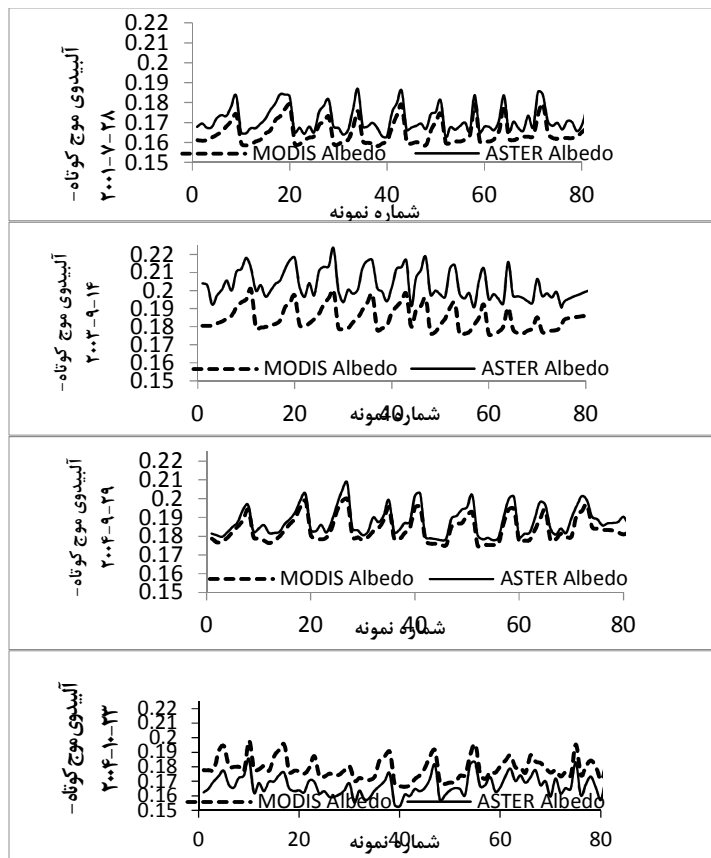 آلبیدوی موج کوتاه-
۲۰۰۱-۷-۲۸
0.22
0.21
0.2
0.19
0.18
0.17
0.16
0.15
MODIS Albedo
ASTER Albedo
0 20 40 60 80
شماره نمونه
آلبیدوی موج کوتاه-
۲۰۰۳-۹-۱۴
0.22
0.21
0.2
0.19
0.18
0.17
0.16
0.15
MODIS Albedo
ASTER Albedo
0 20 40 60 80
شماره نمونه
آلبیدوی موج کوتاه-
۲۰۰۴-۹-۲۹
0.22
0.21
0.2
0.19
0.18
0.17
0.16
0.15
MODIS Albedo
ASTER Albedo
0 20 40 60 80
شماره نمونه
آلبیدوی موج کوتاه-
۲۰۰۴-۱۰-۲۳
0.22
0.21
0.2
0.19
0.18
0.17
0.16
0.15
MODIS Albedo
ASTER Albedo
0 20 40 60 80
شماره نمونه